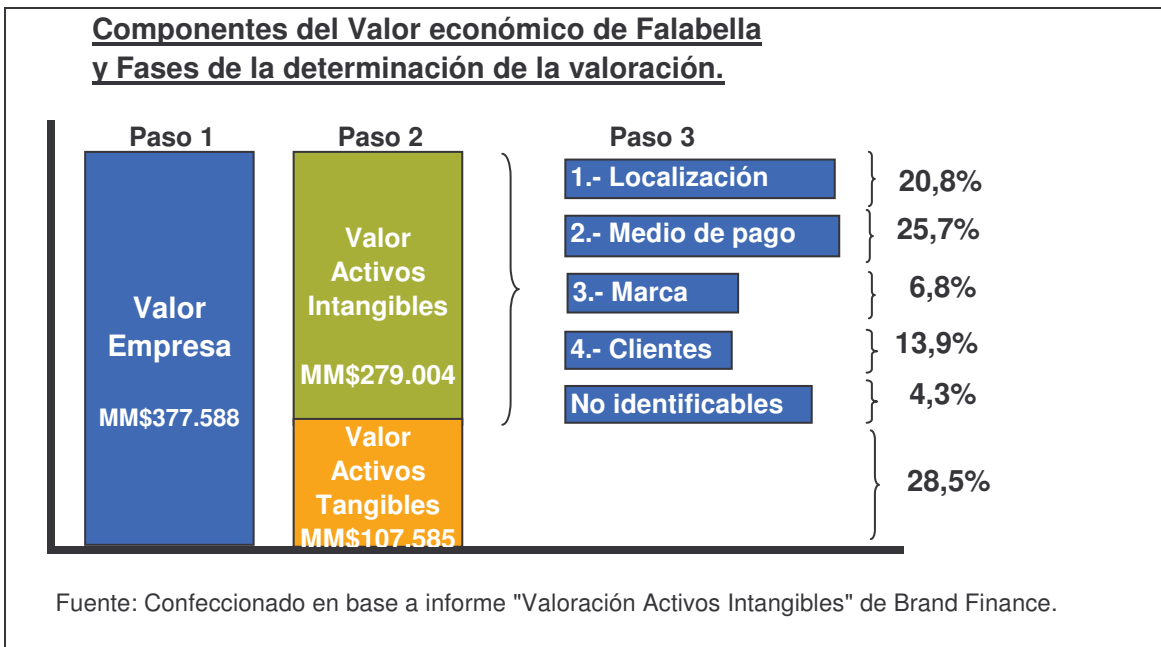 Componentes del Valor económico de Falabella
y Fases de la determinación de la valoración.
Paso 1
Paso 2
Paso 3
Valor
Empresa
MM$377.588
Valor
Activos
Intangibles
MM$279.004
Valor
Activos
Tangibles
MM$107.585
1.- Localización
20,8%
2.- Medio de pago
25,7%
3.- Marca
6,8%
4.- Clientes
13,9%
No identificables
4,3%
28,5%
Fuente: Confeccionado en base a informe "Valoración Activos Intangibles" de Brand Finance.